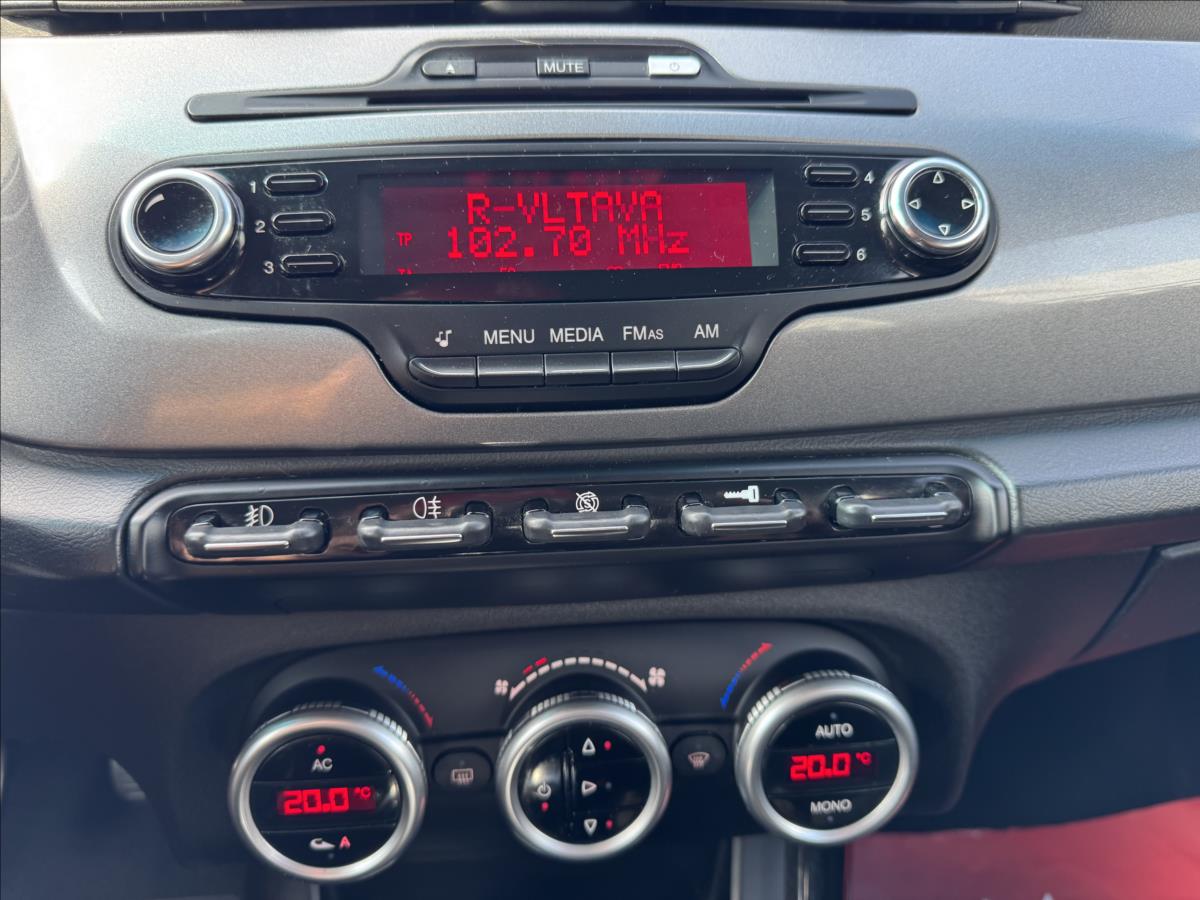 A
MUTE
1
2
3
R-VLTAVA
TP
102.70 MHz
4
5
6
MENU MEDIA FMAS AM
AC
20.0 °C
A
AUTO
20.0 °C
MONO